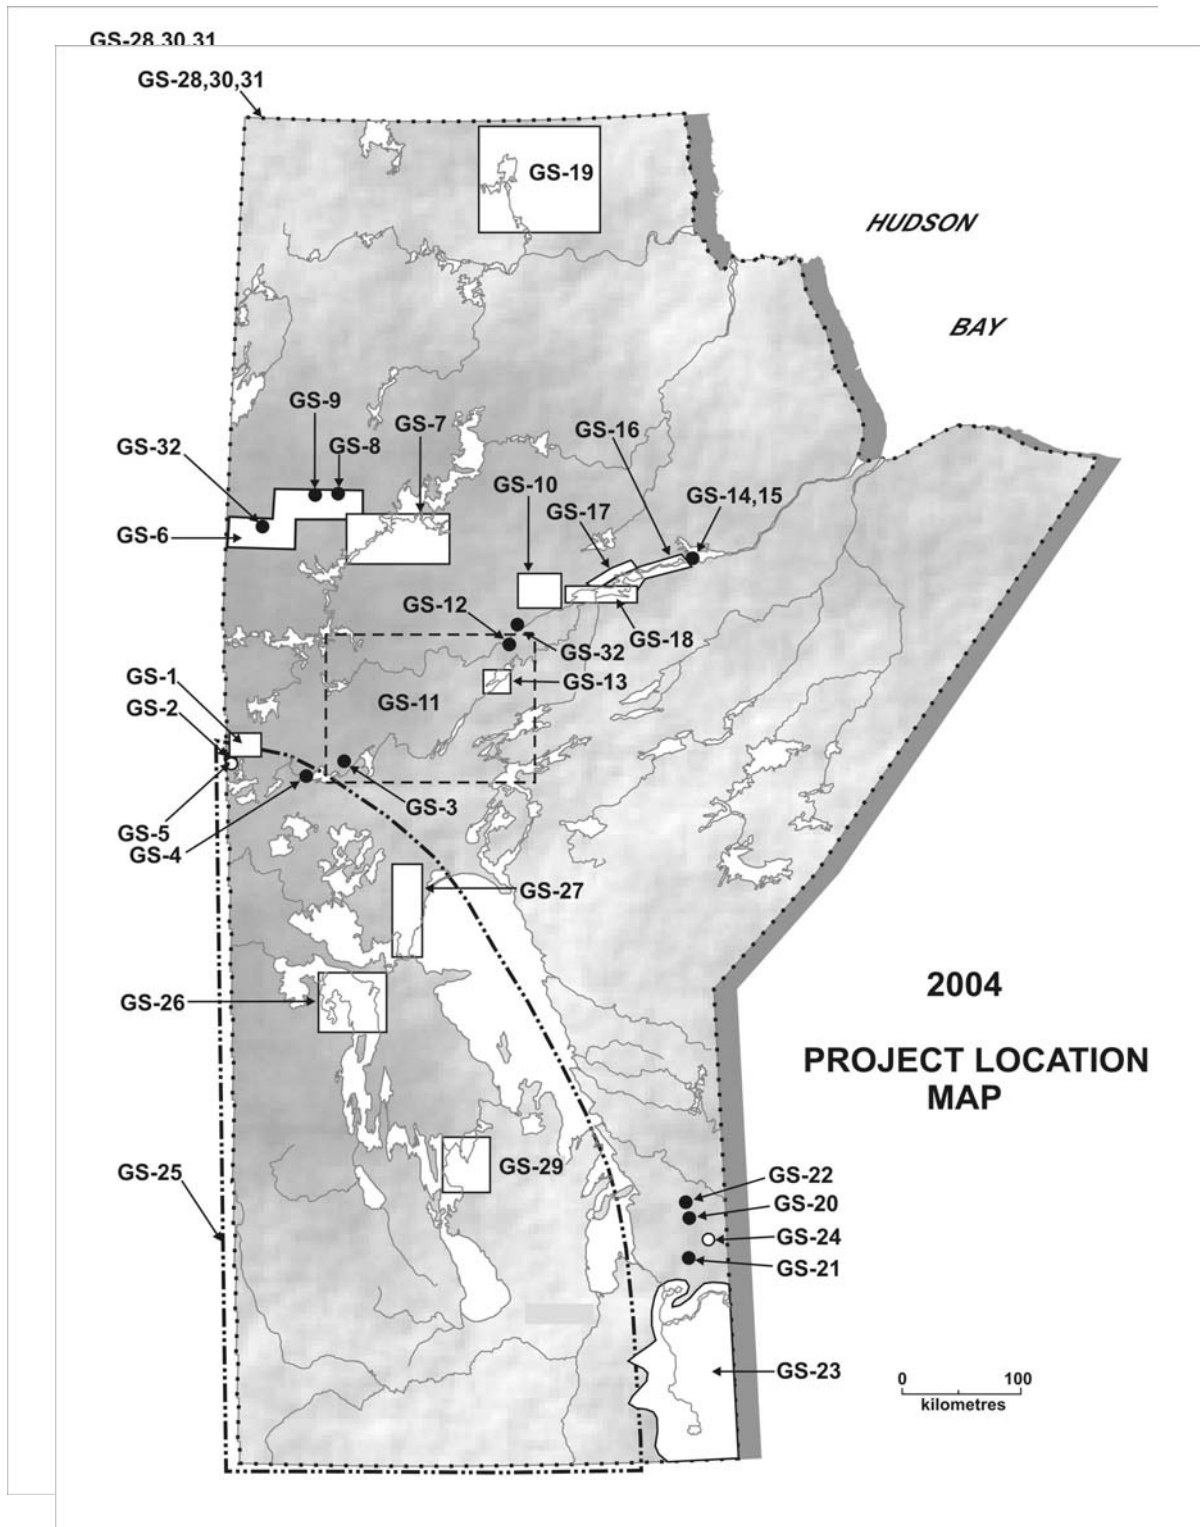 GS-28,30,31
GS-28,30,31
GS-19
HUDSON
BAY
GS-9
GS-7
GS-8
GS-16
GS-32
GS-10
GS-14,15
GS-17
GS-6
GS-12
GS-18
GS-32
GS-1
GS-13
GS-2
GS-11
GS-3
GS-5
GS-4
GS-27
2004
GS-26
PROJECT LOCATION
MAP
GS-29
GS-25
GS-22
GS-20
GS-24
GS-21
GS-23
0 100
kilometres